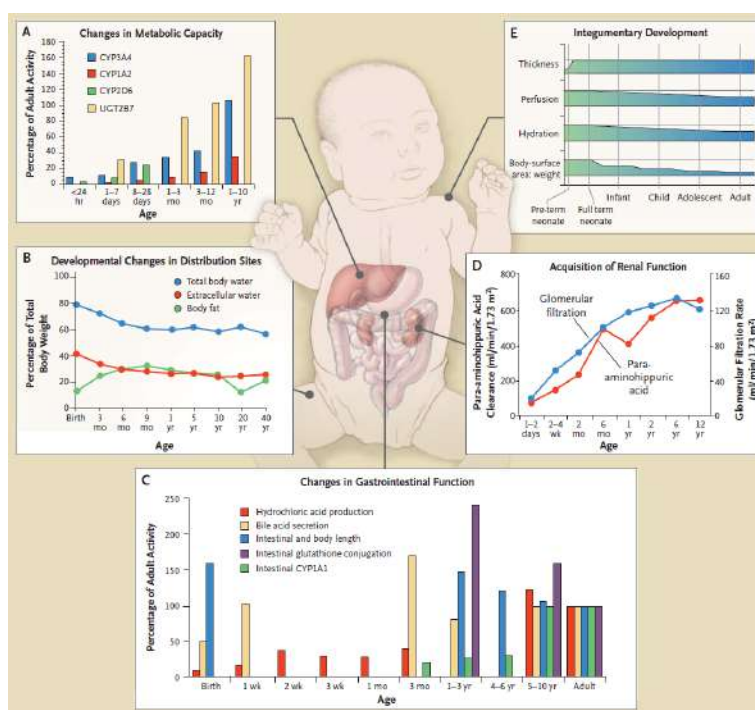 A
Changes in Metabolic Capacity
Percentage of Adult Activity
180
160
140
120
100
80
60
40
20
0
CYP3A4
CYP1A2
CYP2D6
UGT2B7
<24 hr
1–7 days
8–28 days
1–3 mo
3–12 mo
1–10 yr
Age
E
Integumentary Development
Thickness
Perfusion
Hydration
Body-surface
area: weight
Infant
Child
Adolescent
Adult
Pre-term
neonate
Full term
neonate
B
Developmental Changes in Distribution Sites
Percentage of Total
Body Weight
100
80
60
40
20
0
Total body water
Extracellular water
Body fat
Birth
3 mo
6 mo
9 mo
1 yr
5 yr
10 yr
20 yr
40 yr
Age
D
Acquisition of Renal Function
Para-aminohippuric Acid
Clearance (ml/min/1.73 m²)
800
600
400
200
0
Glomerular
filtration
Para-
aminohippuric
acid
160
120
80
40
0
Glomerular Filtration Rate
(ml/min/1.73 m²)
1–2 days
2–4 wk
2 mo
6 mo
1 yr
2 yr
6 yr
12 yr
Age
C
Changes in Gastrointestinal Function
Percentage of Adult Activity
250
200
150
100
50
0
Hydrochloric acid production
Bile acid secretion
Intestinal and body length
Intestinal glutathione conjugation
Intestinal CYP1A1
Birth
1 wk
2 wk
3 wk
1 mo
3 mo
1–3 yr
4–6 yr
5–10 yr
Adult
Age